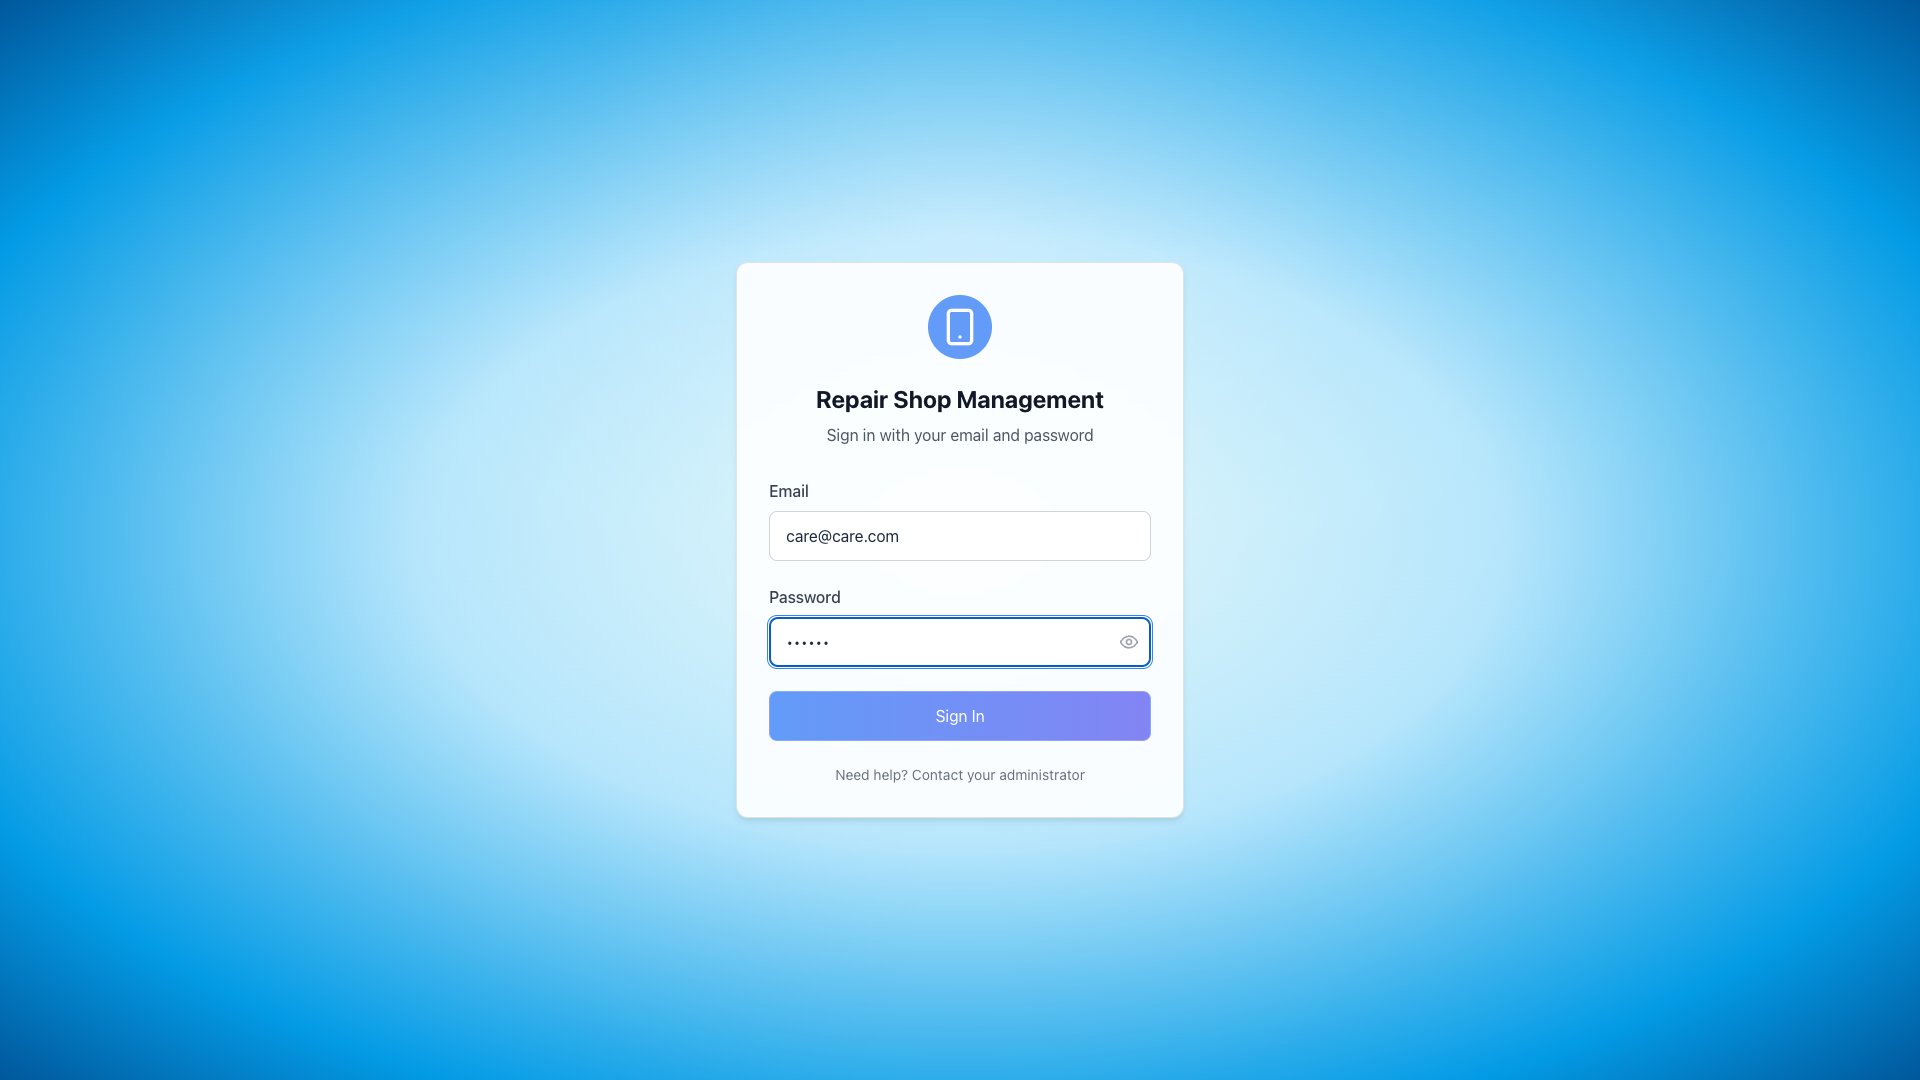 Repair Shop Management
Sign in with your email and password
Email
care@care.com
Password
••••••
Sign In
Need help? Contact your administrator